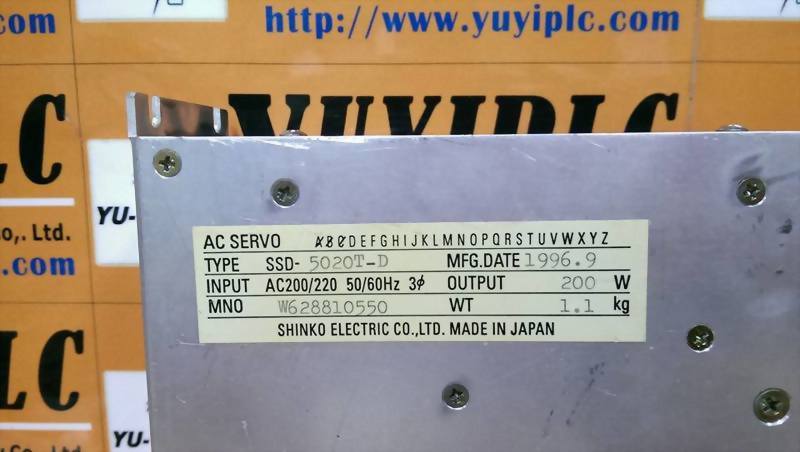 .com
http://www.yuyiplc.com
LC
YUYIPLC
YU-
o,. Ltd.
.com
AC SERVO ABCDEFGHIJKLMNOPQRSTUVWXYZ
TYPE SSD-5020T-D MFG.DATE 1996.9
INPUT AC200/220 50/60Hz 3ϕ OUTPUT 200 W
MNO W628810550 WT 1.1 kg
SHINKO ELECTRIC CO.,LTD. MADE IN JAPAN
LC
YU-